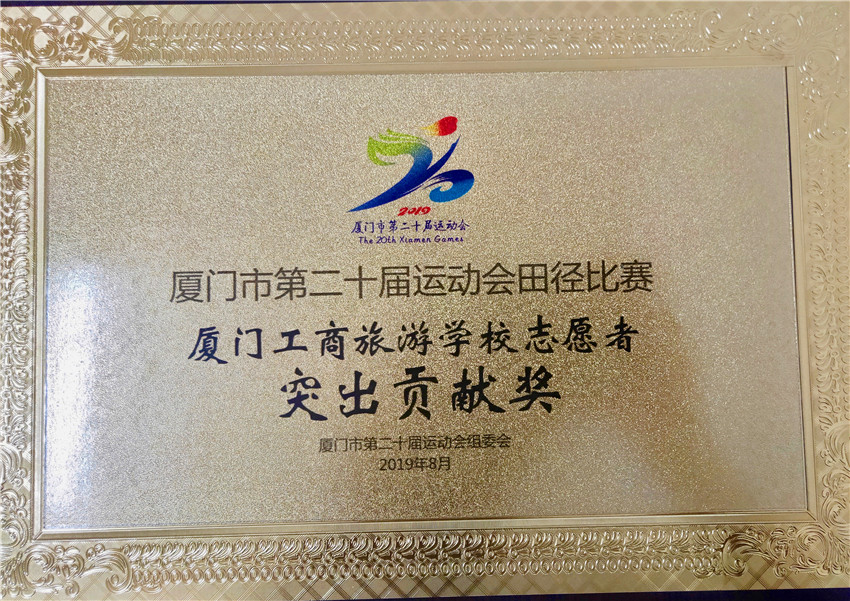 2019
厦门市第二十届运动会
The 20th Xiamen Games
厦门市第二十届运动会田径比赛
厦门工商旅游学校志愿者
突出贡献奖
厦门市第二十届运动会组委会
2019年8月